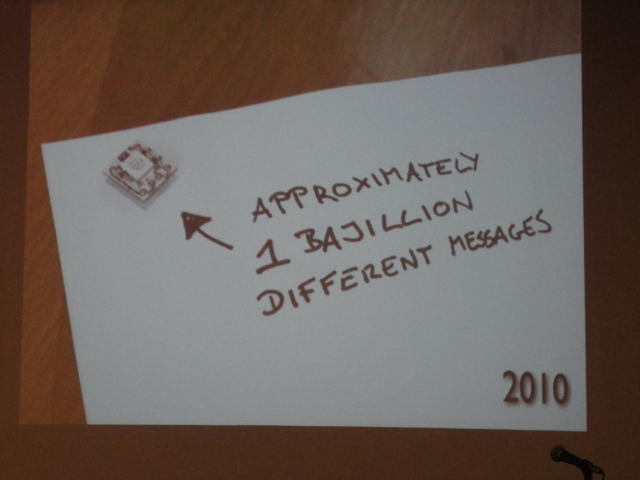 APPROXIMATELY
1 BAJILLION
DIFFERENT MESSAGES
2010